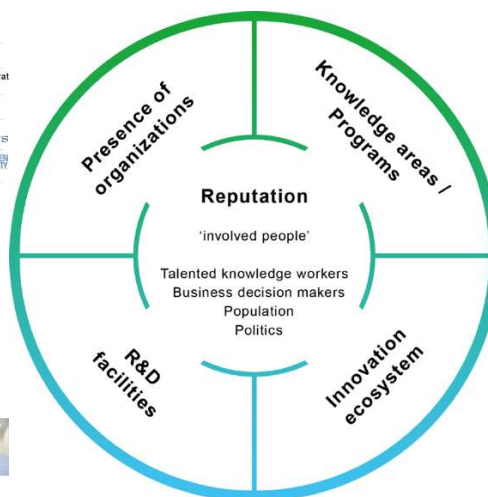 Presence of
organizations
Knowledge areas /
Programs
Reputation
‘involved people’
Talented knowledge workers
Business decision makers
Population
Politics
R&D
facilities
Innovation
ecosystem